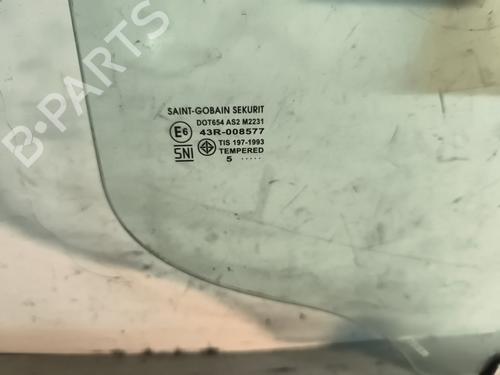 B-PARTS
SAINT-GOBAIN SEKURIT
DOT654 AS2 M2231
E6 43R-008577
SNI TIS 197-1993
TEMPERED
5